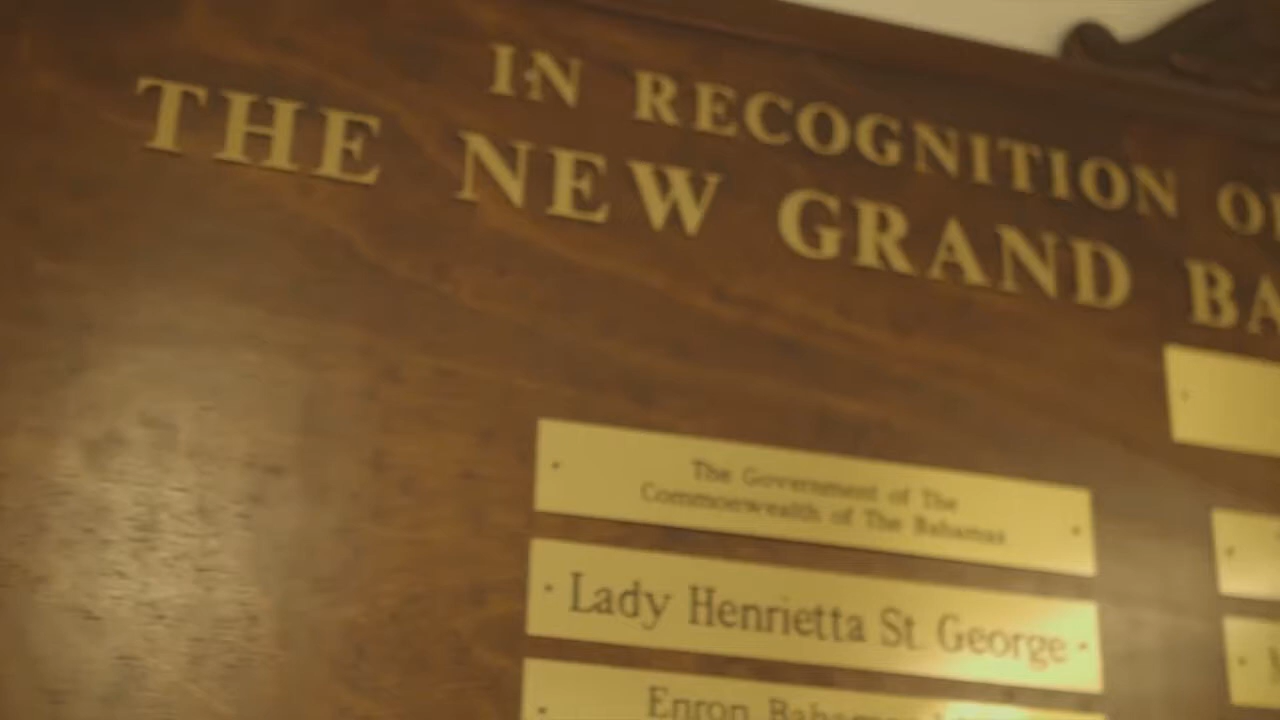 IN RECOGNITION
THE NEW GRAND
The Government of The
Commonwealth of The Bahamas
Lady Henrietta St. George
Enron